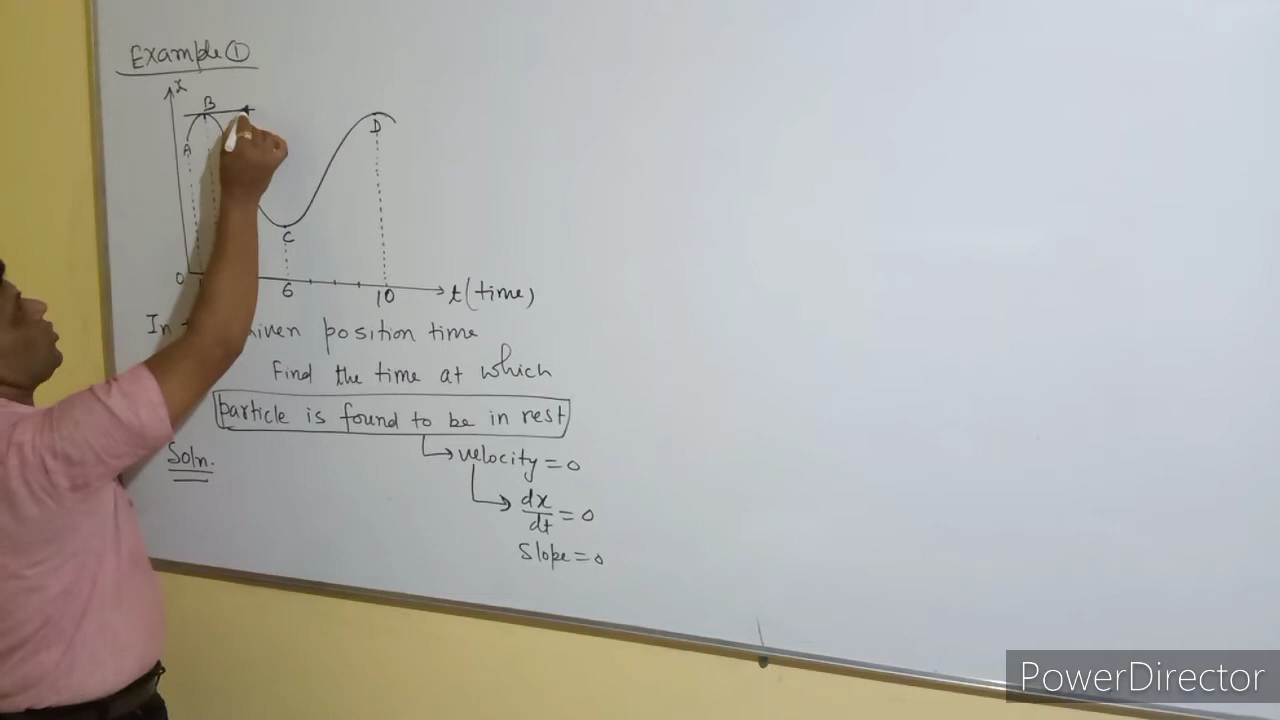 Example ①
x
B
A
D
C
0
6
10
t (time)
In given position time
Find the time at which
particle is found to be in rest
Soln.
velocity = 0
dx/dt = 0
Slope = 0
PowerDirector